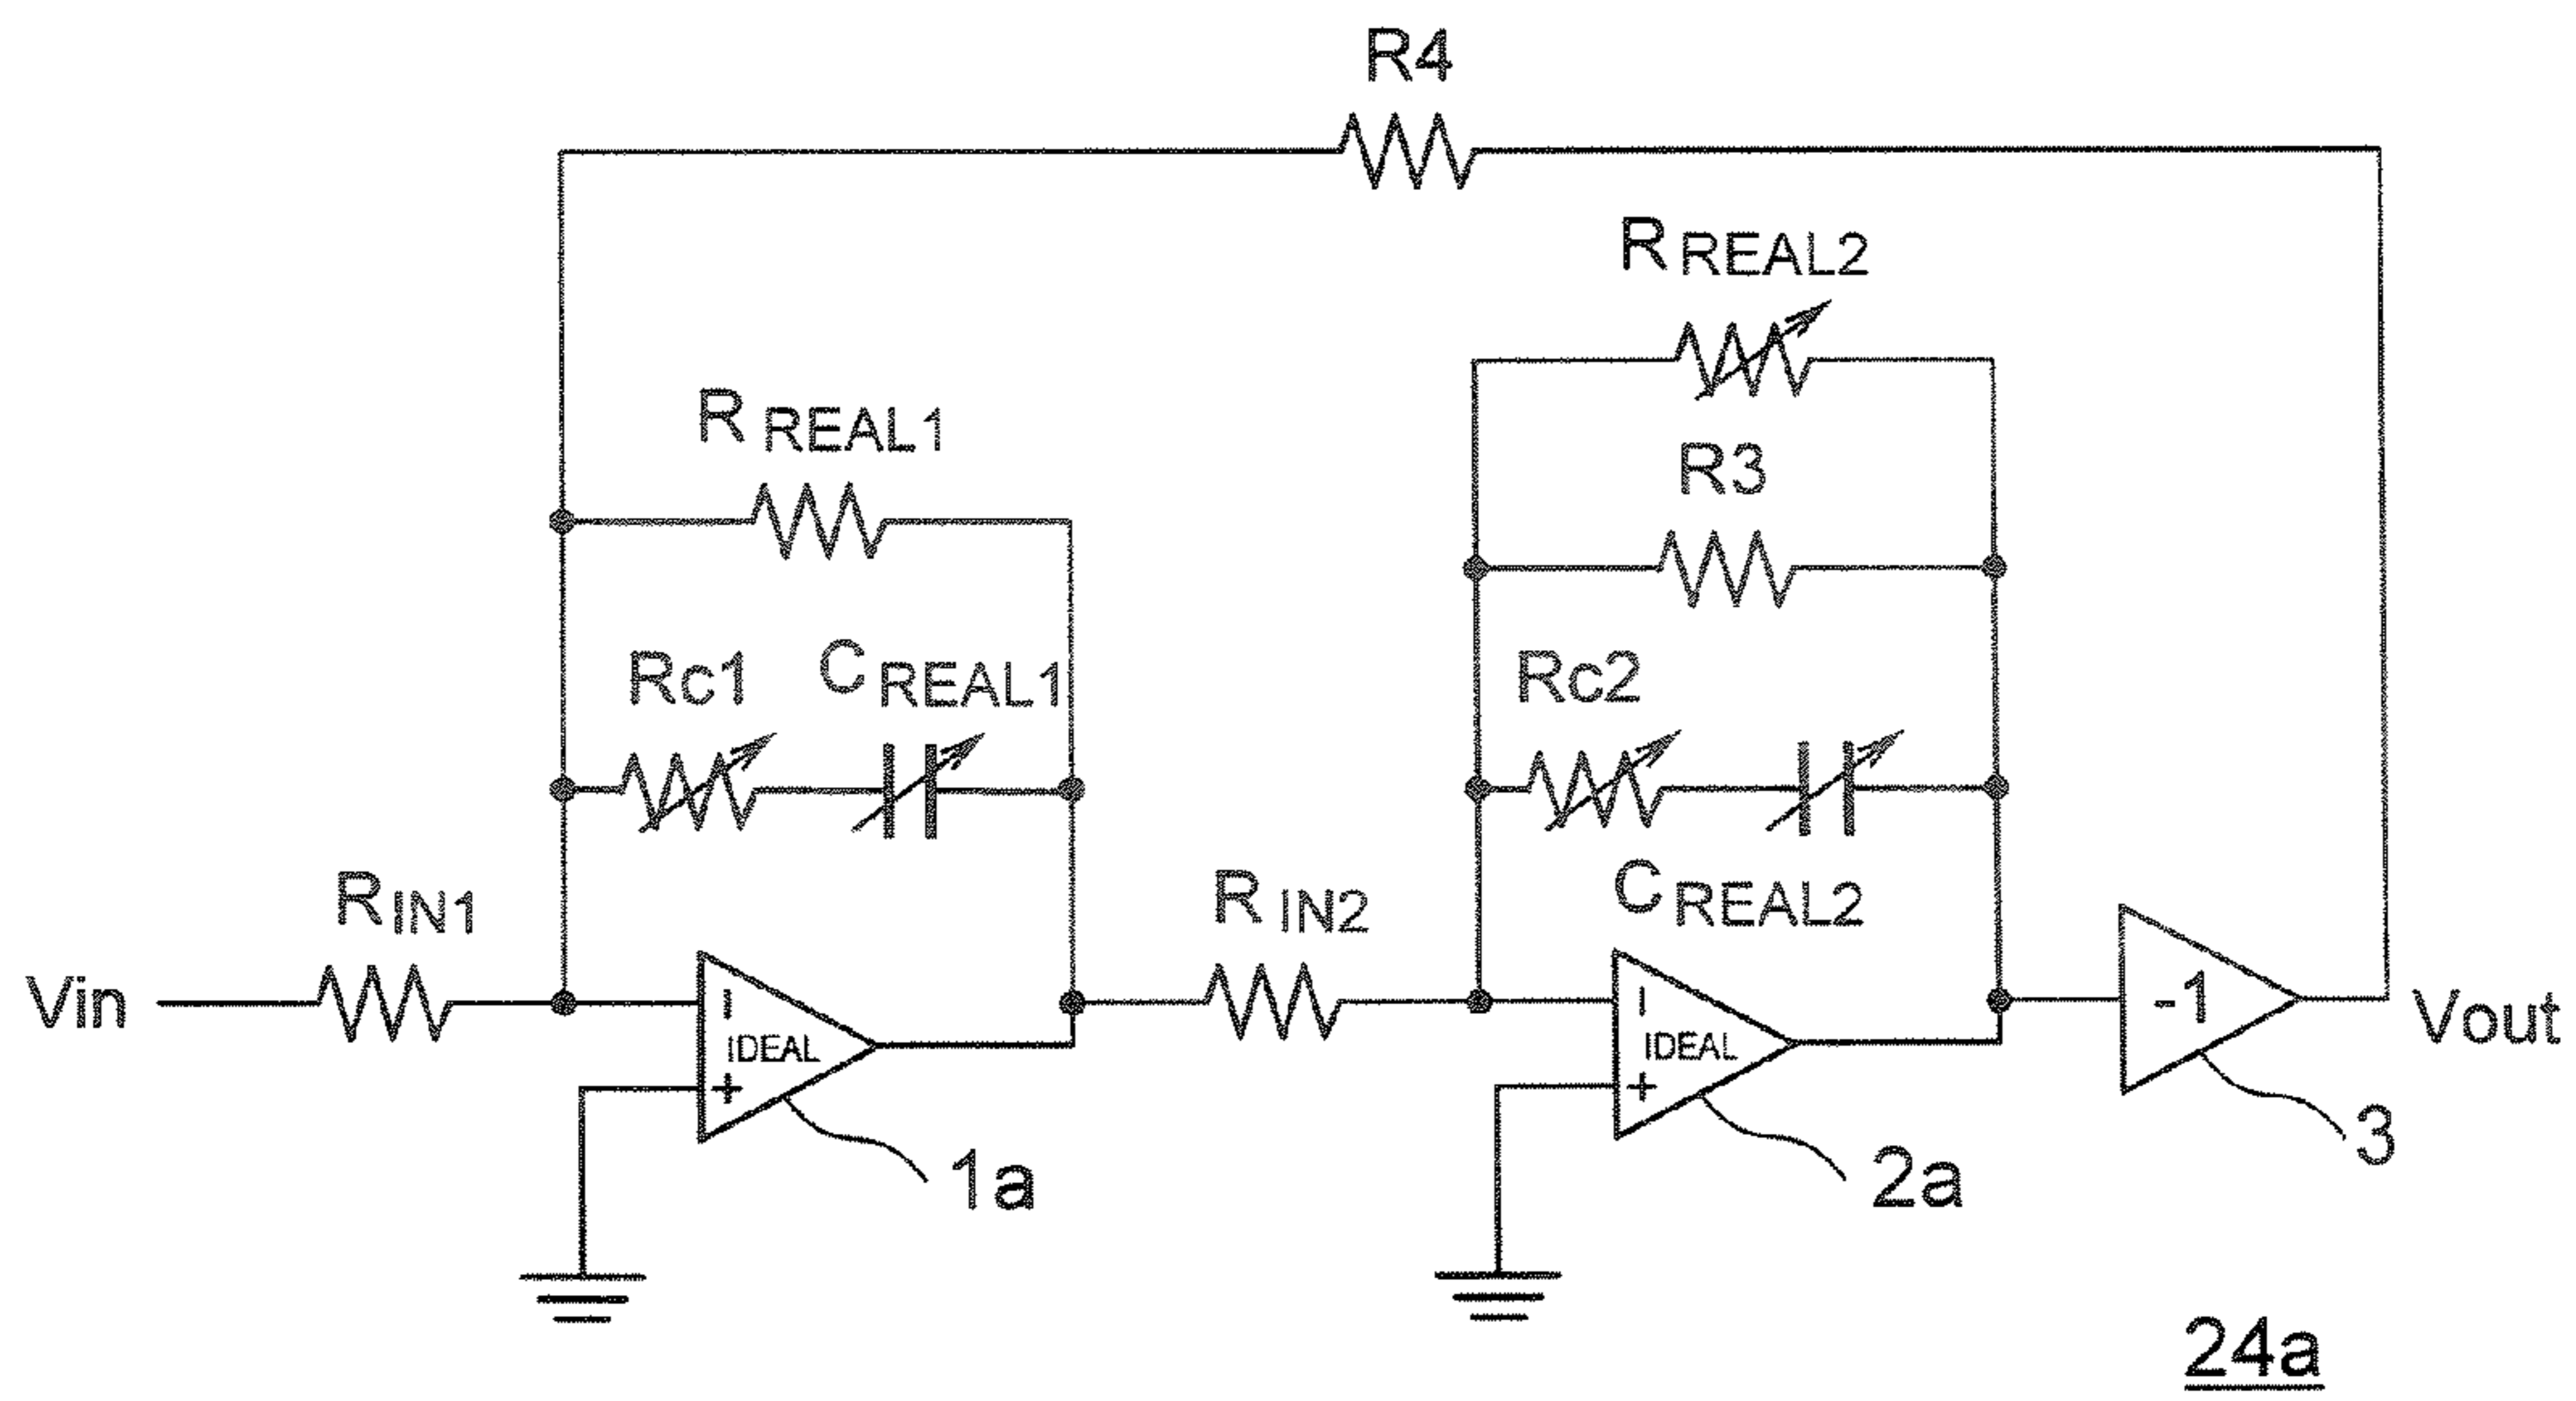 R4
R REAL2
R REAL1
R3
Rc1
C REAL1
Rc2
C REAL2
R IN1
R IN2
Vin
- IDEAL +
- IDEAL +
-1
Vout
1a
2a
3
24a